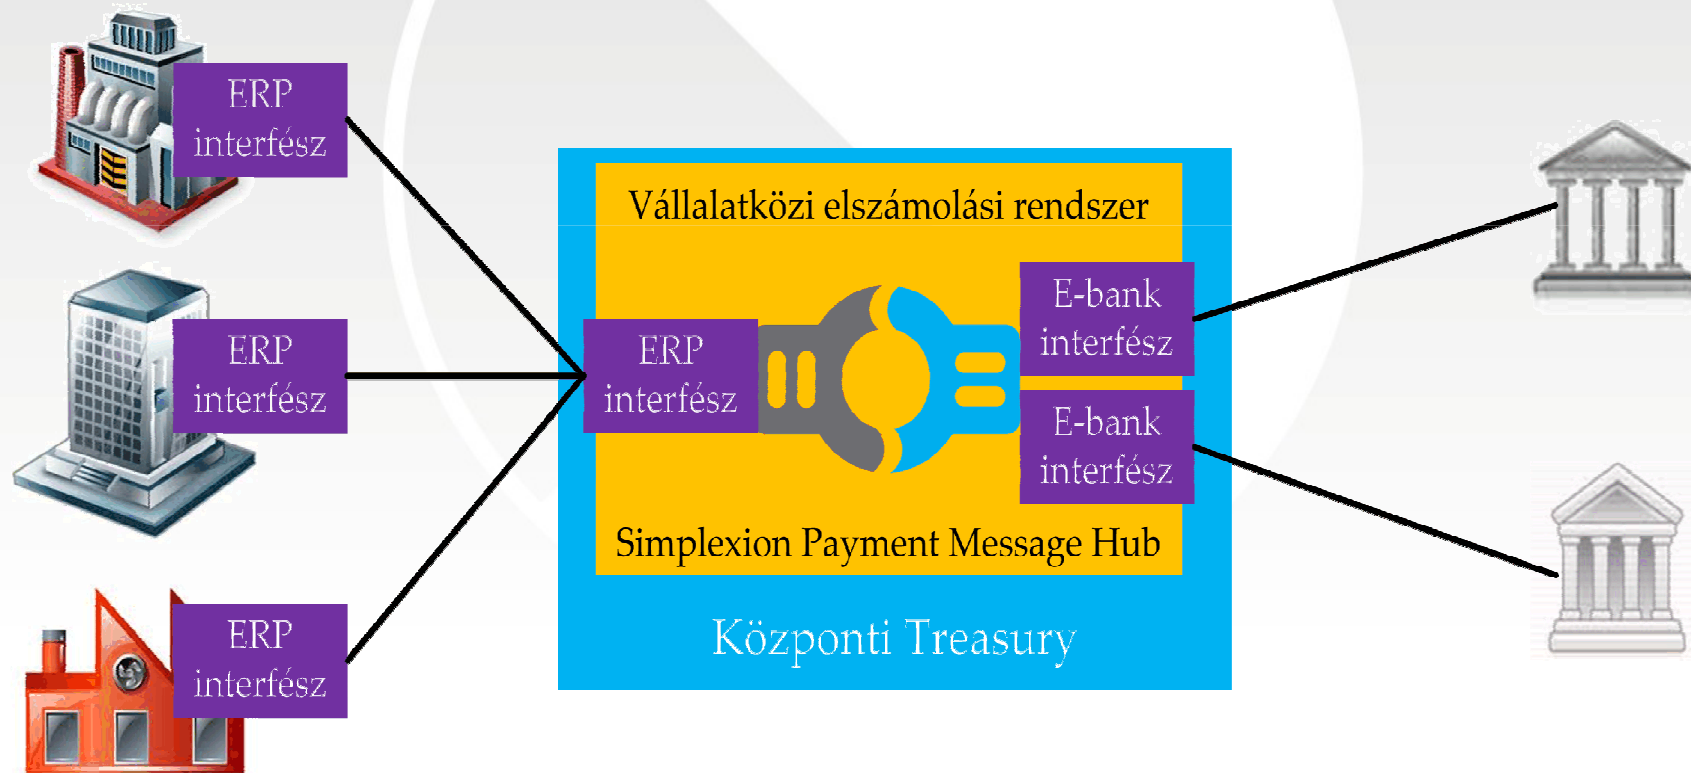 ERP
interfész
ERP
interfész
ERP
interfész
Vállalatközi elszámolási rendszer
ERP
interfész
E-bank
interfész
E-bank
interfész
Simplexion Payment Message Hub
Központi Treasury